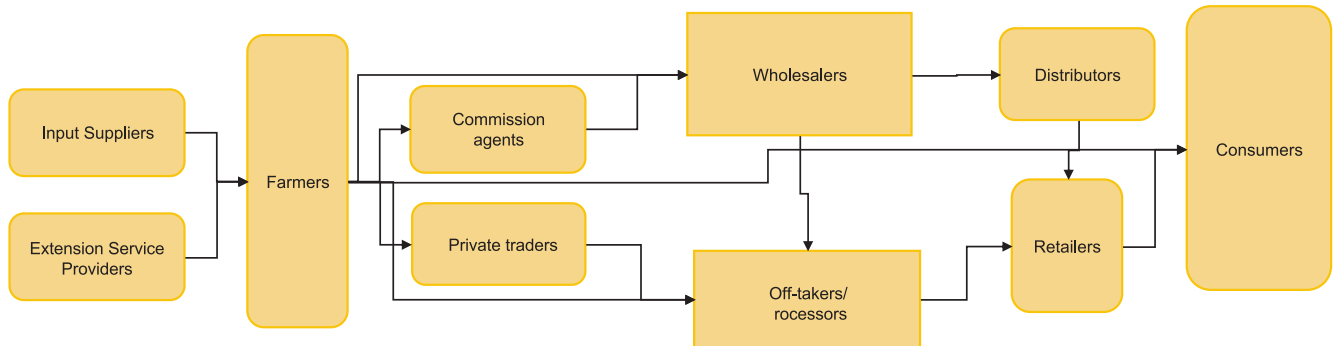 Input Suppliers
Extension Service
Providers
Farmers
Commission
agents
Private traders
Wholesalers
Off-takers/
rocessors
Distributors
Retailers
Consumers